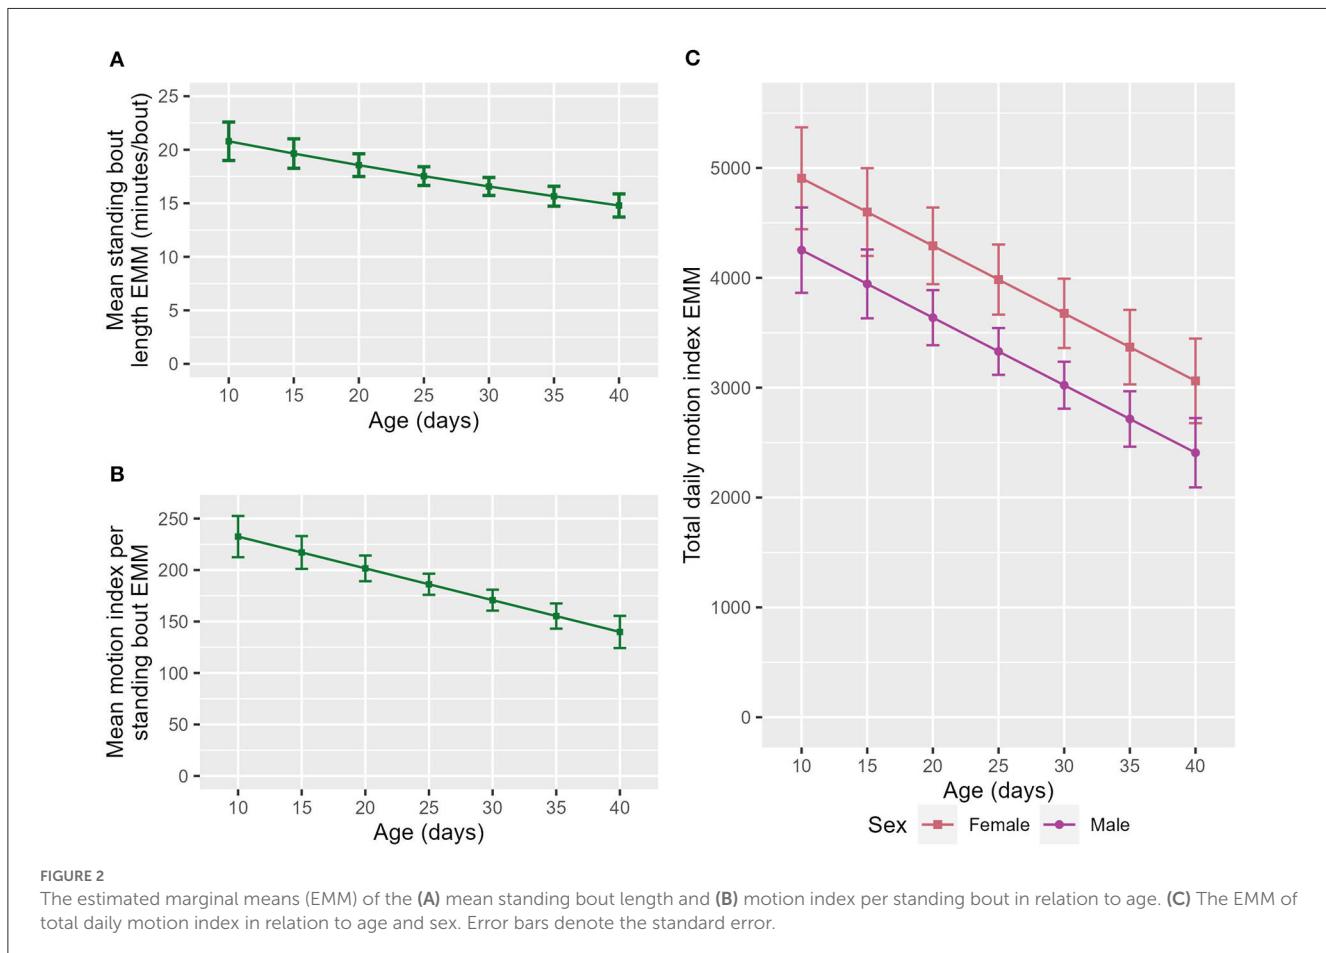 A
Mean standing bout
length EMM (minutes/bout)
25
20
15
10
5
0
10 15 20 25 30 35 40
Age (days)
B
Mean motion index per
standing bout EMM
250
200
150
100
50
0
10 15 20 25 30 35 40
Age (days)
C
Total daily motion index EMM
5000
4000
3000
2000
1000
0
10 15 20 25 30 35 40
Age (days)
Sex Female Male
FIGURE 2
The estimated marginal means (EMM) of the (A) mean standing bout length and (B) motion index per standing bout in relation to age. (C) The EMM of
total daily motion index in relation to age and sex. Error bars denote the standard error.